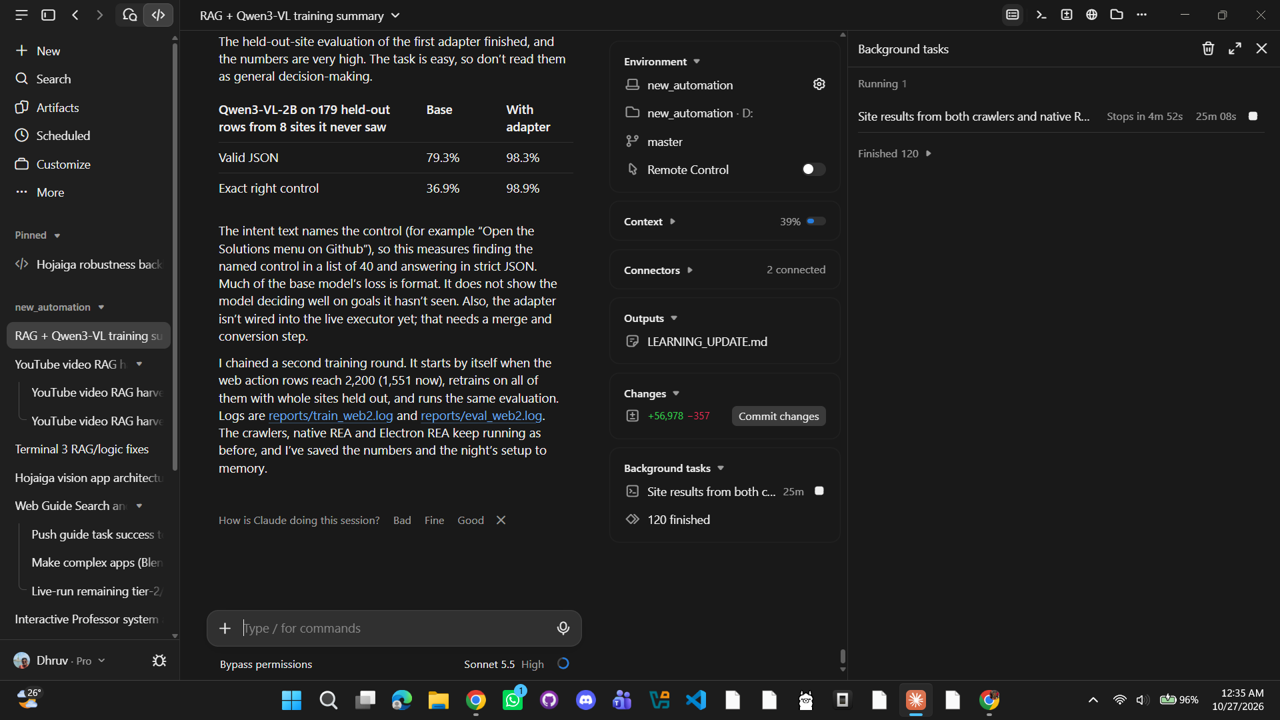 RAG + Qwen3-VL training summary
New
Search
Artifacts
Scheduled
Customize
More
Pinned
Hojaiga robustness back
new_automation
RAG + Qwen3-VL training su
YouTube video RAG h
YouTube video RAG harve
YouTube video RAG harve
Terminal 3 RAG/logic fixes
Hojaiga vision app architectu
Web Guide Search an
Push guide task success t
Make complex apps (Blen
Live-run remaining tier-2/
Interactive Professor system
Dhruv · Pro
The held-out-site evaluation of the first adapter finished, and
the numbers are very high. The task is easy, so don't read them
as general decision-making.
Qwen3-VL-2B on 179 held-out rows from 8 sites it never saw
Base
With adapter
Valid JSON 79.3% 98.3%
Exact right control 36.9% 98.9%
The intent text names the control (for example “Open the
Solutions menu on Github”), so this measures finding the
named control in a list of 40 and answering in strict JSON.
Much of the base model’s loss is format. It does not show the
model deciding well on goals it hasn’t seen. Also, the adapter
isn’t wired into the live executor yet; that needs a merge and
conversion step.
I chained a second training round. It starts by itself when the
web action rows reach 2,200 (1,551 now), retrains on all of
them with whole sites held out, and runs the same evaluation.
Logs are reports/train_web2.log and reports/eval_web2.log.
The crawlers, native REA and Electron REA keep running as
before, and I’ve saved the numbers and the night’s setup to
memory.
How is Claude doing this session? Bad Fine Good
Type / for commands
Bypass permissions
Sonnet 5.5 High
Environment
new_automation
new_automation · D:
master
Remote Control
Context 39%
Connectors 2 connected
Outputs
LEARNING_UPDATE.md
Changes
+56,978 −357 Commit changes
Background tasks
Site results from both c... 25m
120 finished
Background tasks
Running 1
Site results from both crawlers and native R... Stops in 4m 52s 25m 08s
Finished 120
26°
1
96%
12:35 AM
10/27/2026